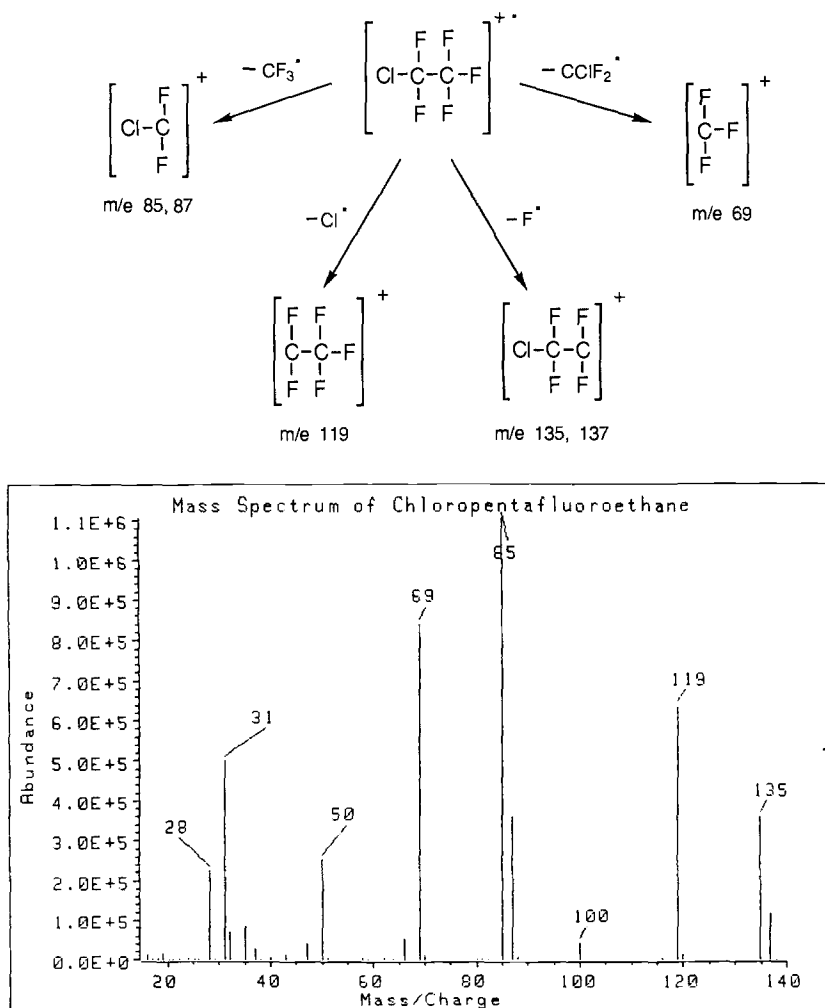 − CF₃•
[Cl−C(F)(F)−C(F)(F)−F]+•
− CClF₂•
[Cl−C(F)(F)]+
[F C−F F]+
m/e 85, 87
m/e 69
−Cl•
−F•
[C(F)(F)−C(F)(F)−F]+
[Cl−C(F)(F)−C(F)(F)]+
m/e 119
m/e 135, 137
Mass Spectrum of Chloropentafluoroethane
1.1E+6
1.0E+6
9.0E+5
8.0E+5
7.0E+5
6.0E+5
5.0E+5
4.0E+5
3.0E+5
2.0E+5
1.0E+5
0.0E+0
Abundance
28
31
50
69
85
100
119
135
20
40
60
80
100
120
140
Mass/Charge